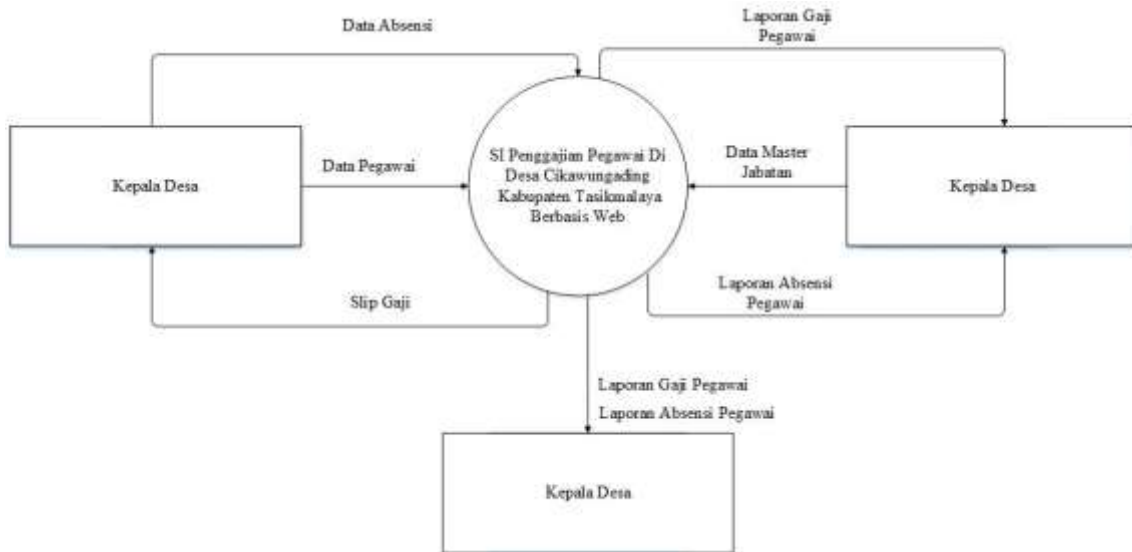 Data Absensi
Laporan Gaji
Pegawai
Kepala Desa
Data Pegawai
SI Penggajian Pegawai Di
Desa Cikawungading
Kabupaten Tasikmalaya
Berbasis Web
Data Master
Jabatan
Kepala Desa
Slip Gaji
Laporan Absensi
Pegawai
Laporan Gaji Pegawai
Laporan Absensi Pegawai
Kepala Desa